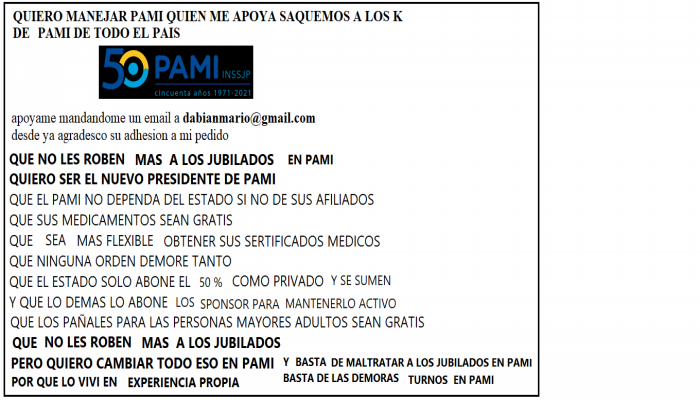 QUIERO MANEJAR PAMI QUIEN ME APOYA SAQUEMOS A LOS K
DE PAMI DE TODO EL PAIS
50 PAMI INSSJP
cincuenta años 1971-2021
apoyame mandandome un email a dabianmario@gmail.com
desde ya agradesco su adhesion a mi pedido
QUE NO LES ROBEN MAS A LOS JUBILADOS EN PAMI
QUIERO SER EL NUEVO PRESIDENTE DE PAMI
QUE EL PAMI NO DEPENDA DEL ESTADO SI NO DE SUS AFILIADOS
QUE SUS MEDICAMENTOS SEAN GRATIS
QUE SEA MAS FLEXIBLE OBTENER SUS SERTIFICADOS MEDICOS
QUE NINGUNA ORDEN DEMORE TANTO
QUE EL ESTADO SOLO ABONE EL 50 % COMO PRIVADO Y SE SUMEN
Y QUE LO DEMAS LO ABONE LOS SPONSOR PARA MANTENERLO ACTIVO
QUE LOS PAÑALES PARA LAS PERSONAS MAYORES ADULTOS SEAN GRATIS
QUE NO LES ROBEN MAS A LOS JUBILADOS
PERO QUIERO CAMBIAR TODO ESO EN PAMI Y BASTA DE MALTRATAR A LOS JUBILADOS EN PAMI
POR QUE LO VIVI EN EXPERIENCIA PROPIA BASTA DE LAS DEMORAS TURNOS EN PAMI